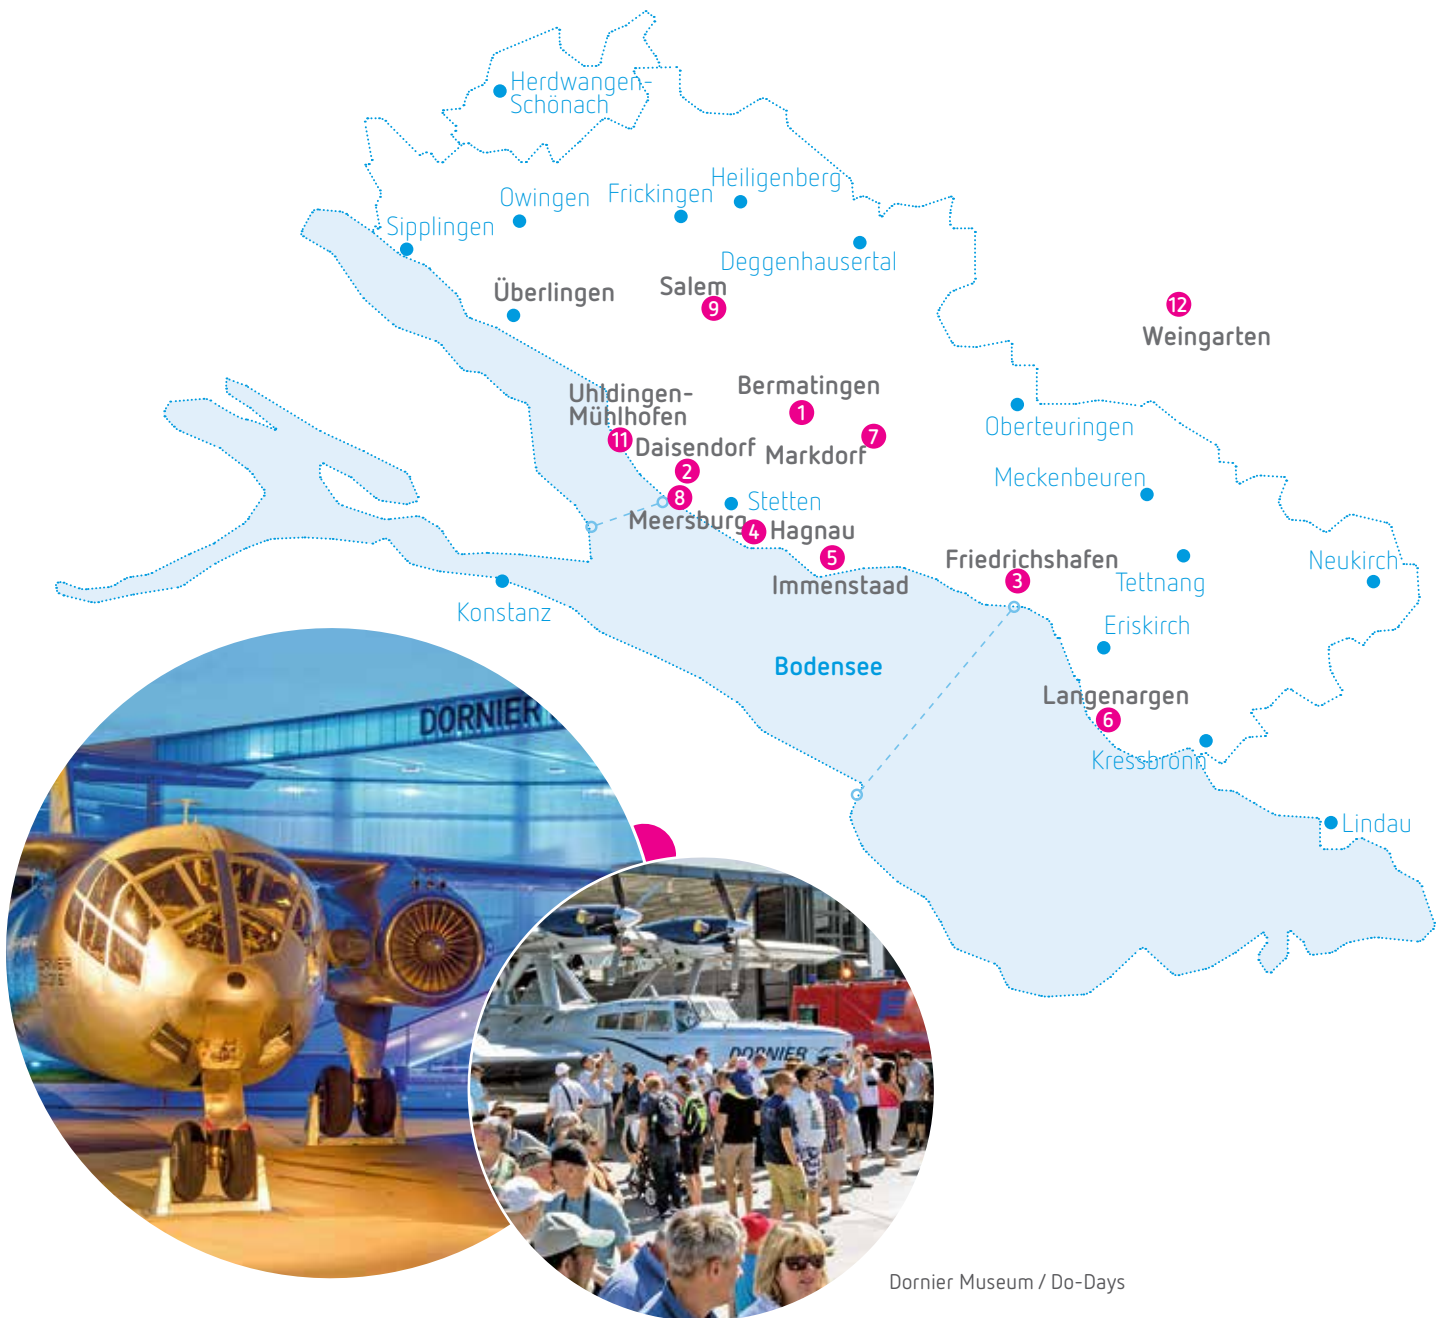 Herdwangen-
Schönach
Heiligenberg
Frickingen
Owingen
Sipplingen
Deggenhausertal
Salem
9
Überlingen
12
Weingarten
Bermatingen
1
Uhldingen-
Mühlhofen
11
Daisendorf
2
Markdorf
7
Oberteuringen
Meckenbeuren
8
Meersburg
Stetten
4
Hagnau
5
Immenstaad
Friedrichshafen
3
Tettnang
Neukirch
Konstanz
Eriskirch
Bodensee
Langenargen
6
Kressbronn
Lindau
DORNIER
DORNIER
Dornier Museum / Do-Days